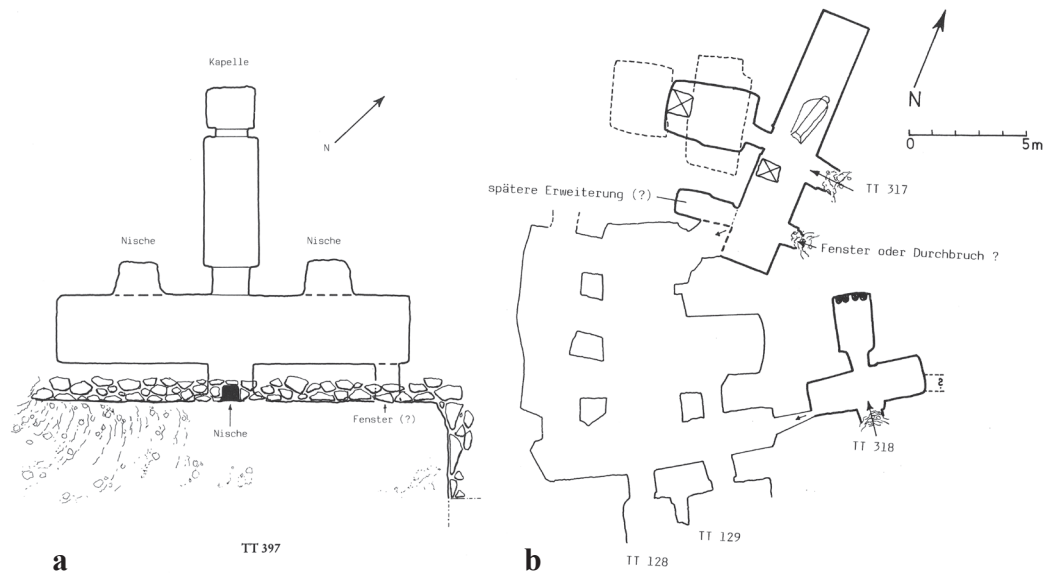 Kapelle
N
Nische
Nische
Nische
Fenster (?)
TT 397
a
N
0
5m
TT 317
spätere Erweiterung (?)
Fenster oder Durchbruch ?
?
TT 318
TT 129
TT 128
b